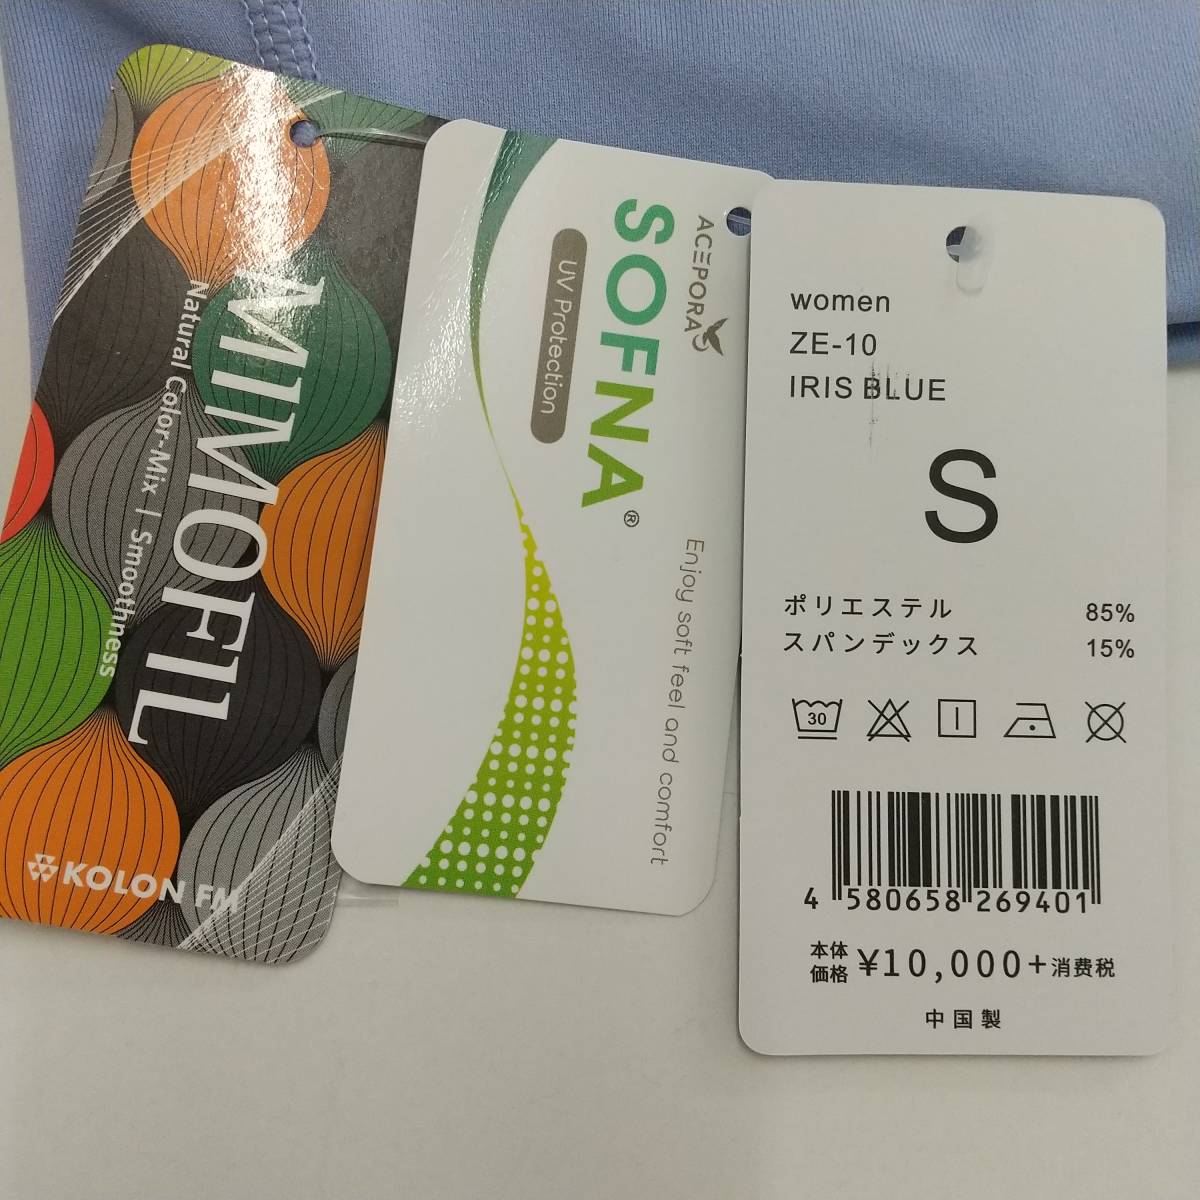 MIMOFIL
Natural Color-Mix | Smoothness
KOLON FM
ACEPORA
SOFNA®
UV Protection
Enjoy soft feel and comfort
women
ZE-10
IRIS BLUE
S
ポリエステル 85%
スパンデックス 15%
30
4 580658 269401
本体価格 ¥10,000+消費税
中国製